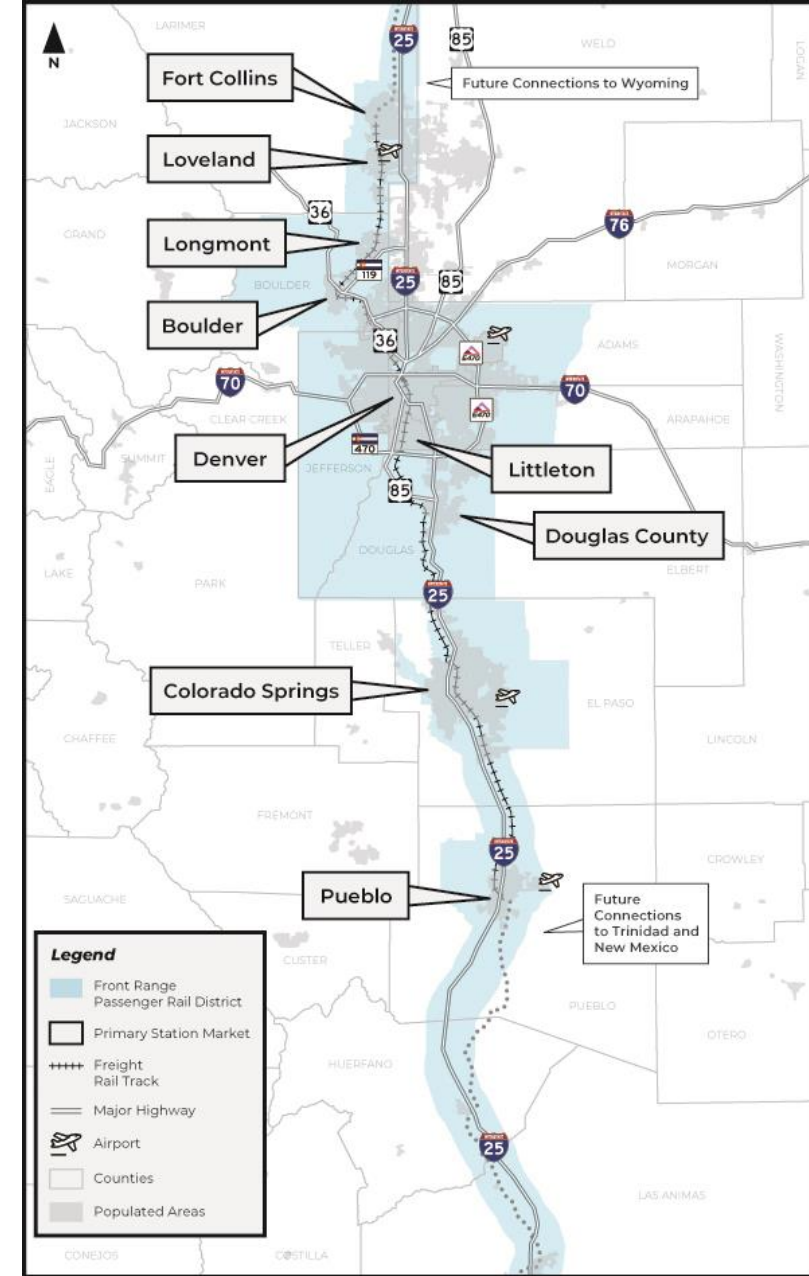 LARIMER
N
25
85
WELD
LOGAN
Fort Collins
Future Connections to Wyoming
JACKSON
Loveland
36
76
GRAND
Longmont
119
25
85
MORGAN
BOULDER
Boulder
36
E-470
ADAMS
WASHINGTON
70
70
CLEAR CREEK
E-470
ARAPAHOE
EAGLE
SUMMIT
Denver
470
JEFFERSON
Littleton
85
Douglas County
DOUGLAS
LAKE
PARK
25
ELBERT
TELLER
Colorado Springs
EL PASO
CHAFFEE
LINCOLN
FREMONT
25
CROWLEY
Pueblo
SAGUACHE
Future
Connections
to Trinidad and
New Mexico
Legend
CUSTER
Front Range
Passenger Rail District
PUEBLO
Primary Station Market
OTERO
Freight
Rail Track
HUERFANO
Major Highway
Airport
25
Counties
LAS ANIMAS
Populated Areas
CONEJOS
COSTILLA